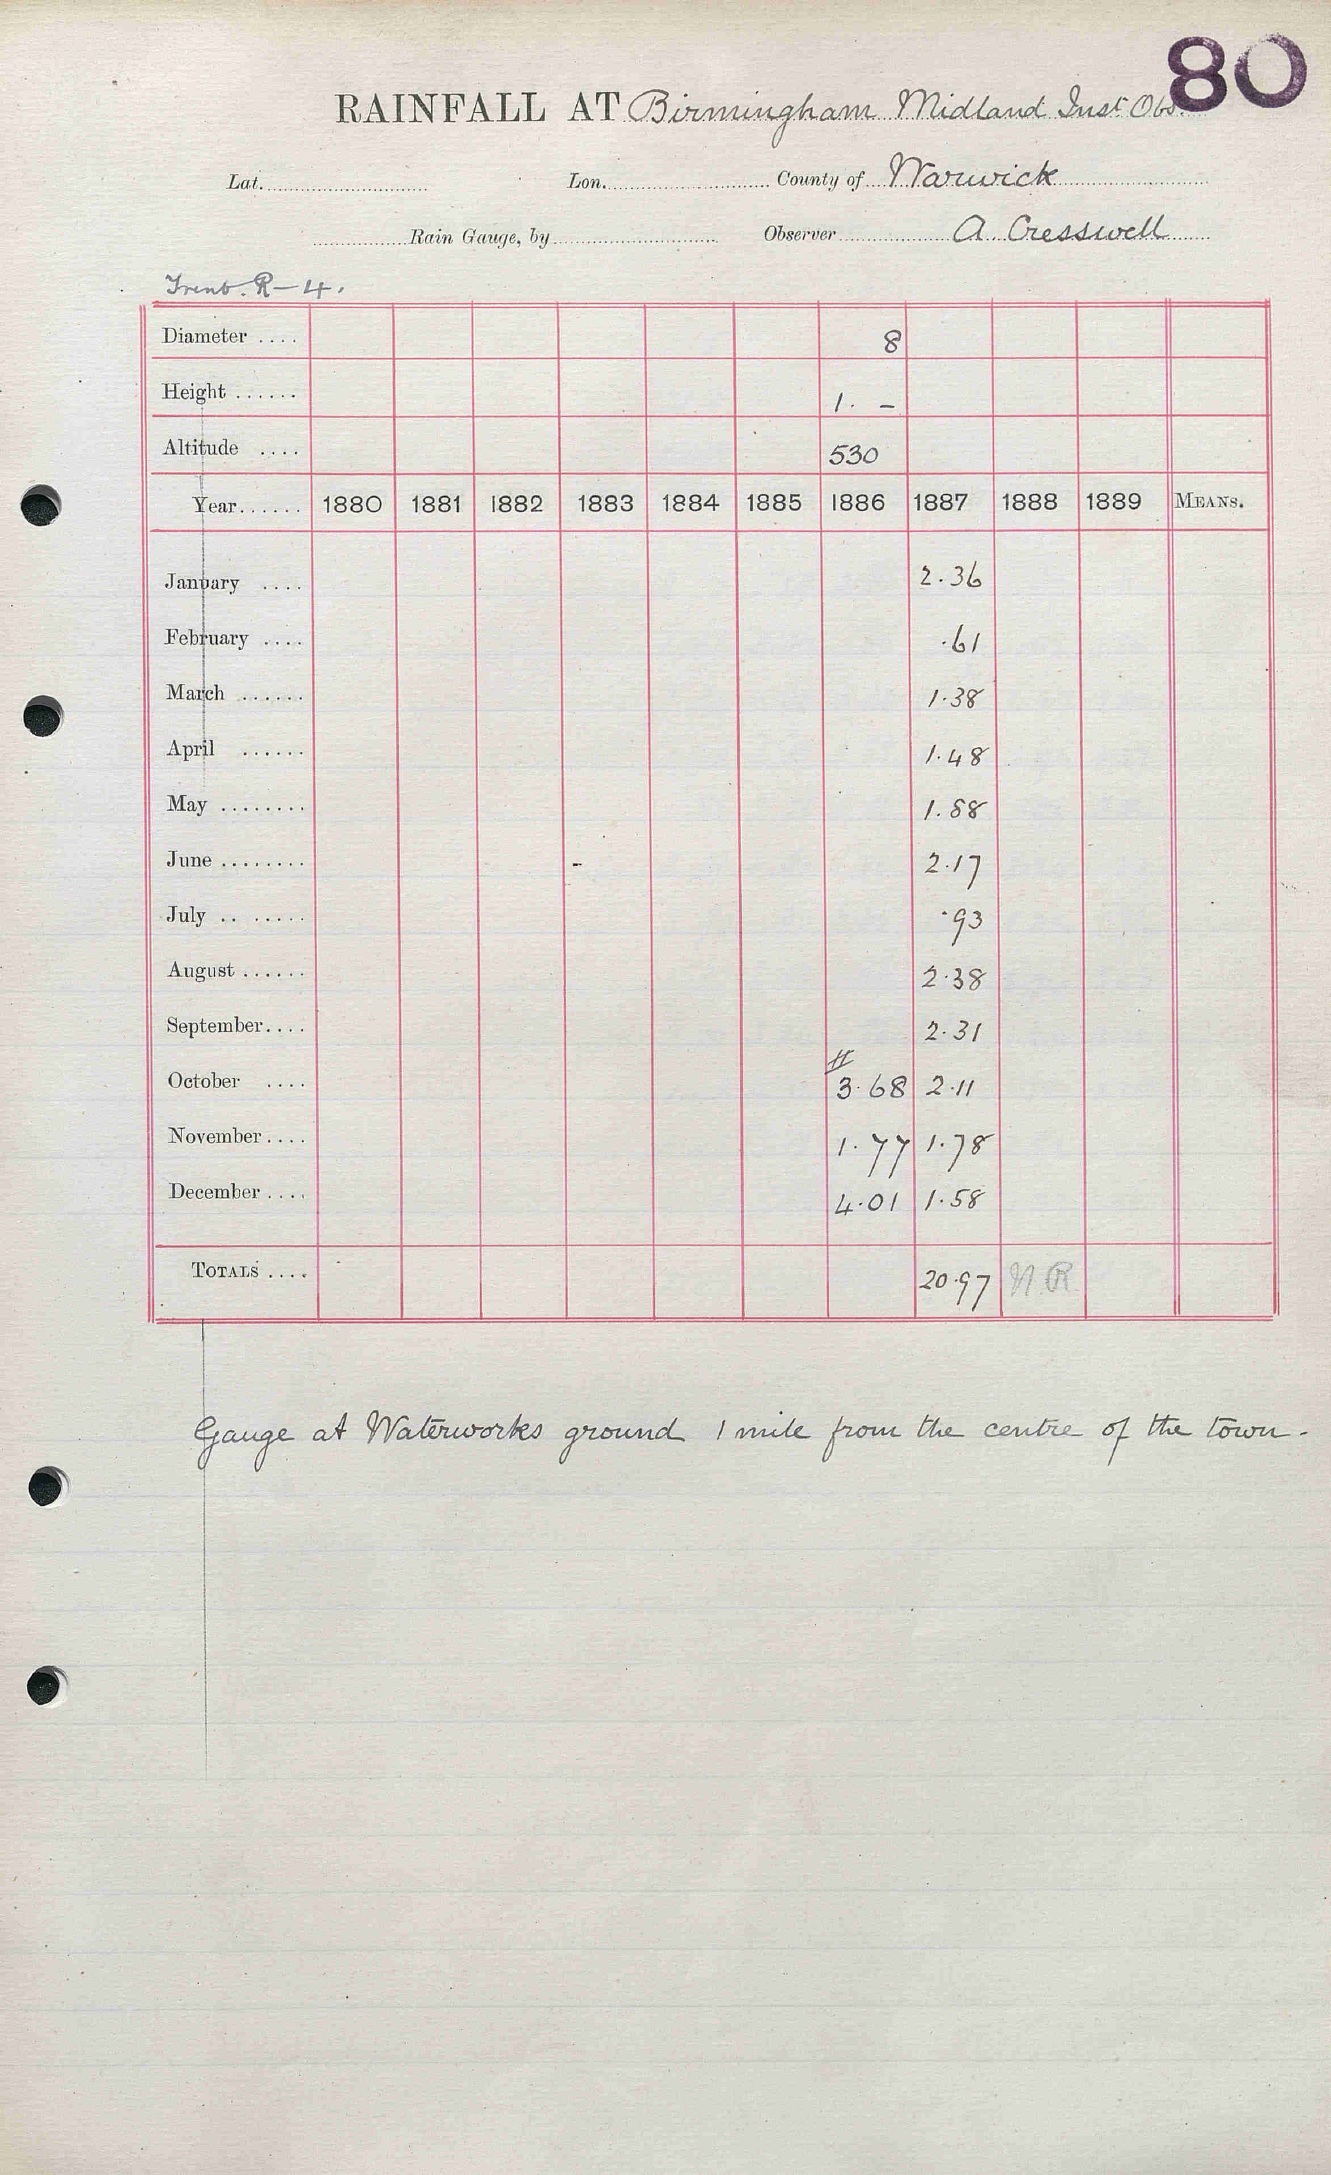 80
RAINFALL AT Birmingham Midland Inst Obs.
Lat. Lon. County of Warwick
Rain Gauge, by Observer A Cresswell
Trent. R-4.
Diameter .... 8
Height ...... 1. -
Altitude .... 530
Year...... 1880 1881 1882 1883 1884 1885 1886 1887 1888 1889 MEANS.
January .... 2.36
February .... .61
March ...... 1.38
April ...... 1.48
May ........ 1.88
June ........ 2.17
July .. ..... .93
August ...... 2.38
September.... 2.31
October .... 3.68 2.11
November.... 1.77 1.78
December .... 4.01 1.58
TOTALS .... 20.97 N.R.
Gauge at Waterworks ground 1 mile from the centre of the town.